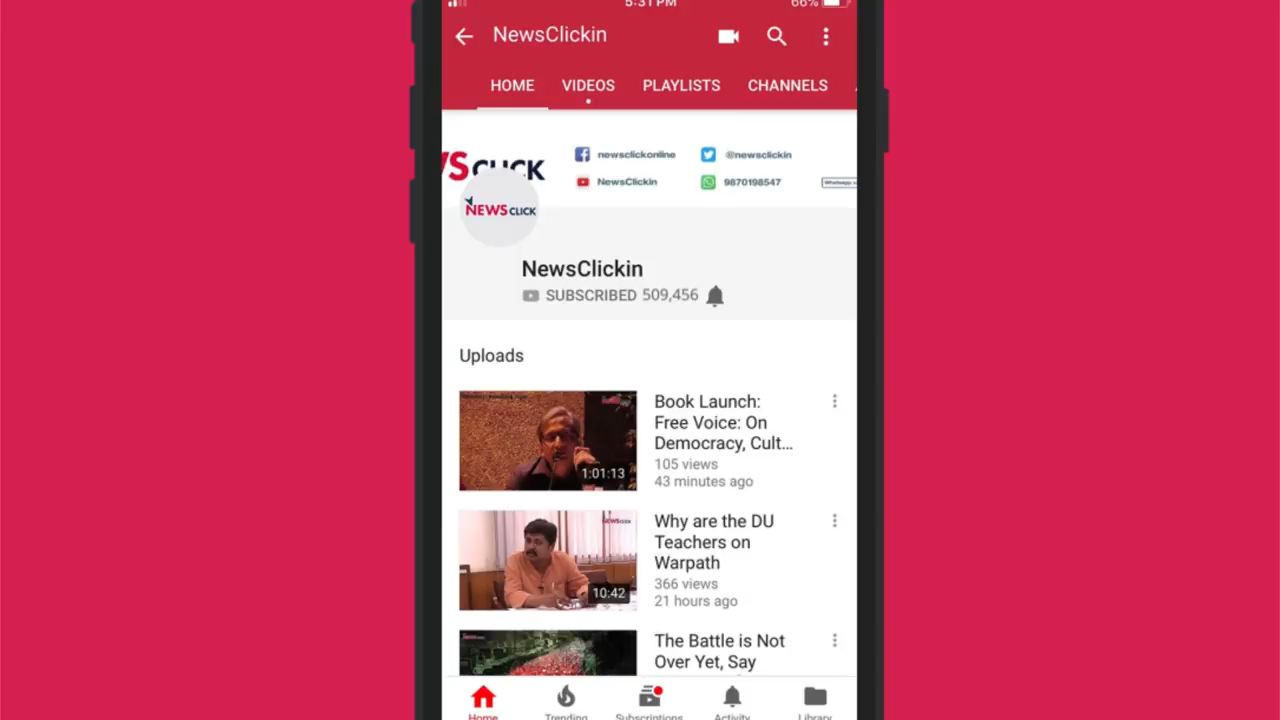 5:31 PM 66%
NewsClickin
HOME VIDEOS PLAYLISTS CHANNELS
S CLICK
newsclickonline @newsclickin
NewsClickin 9870198547
NEWS CLICK
NewsClickin
SUBSCRIBED 509,456
Uploads
Book Launch:
Free Voice: On
Democracy, Cult...
105 views
43 minutes ago
1:01:13
Why are the DU
Teachers on
Warpath
366 views
21 hours ago
NEWSCLICK
10:42
The Battle is Not
Over Yet, Say
Home Trending Subscriptions Activity Library